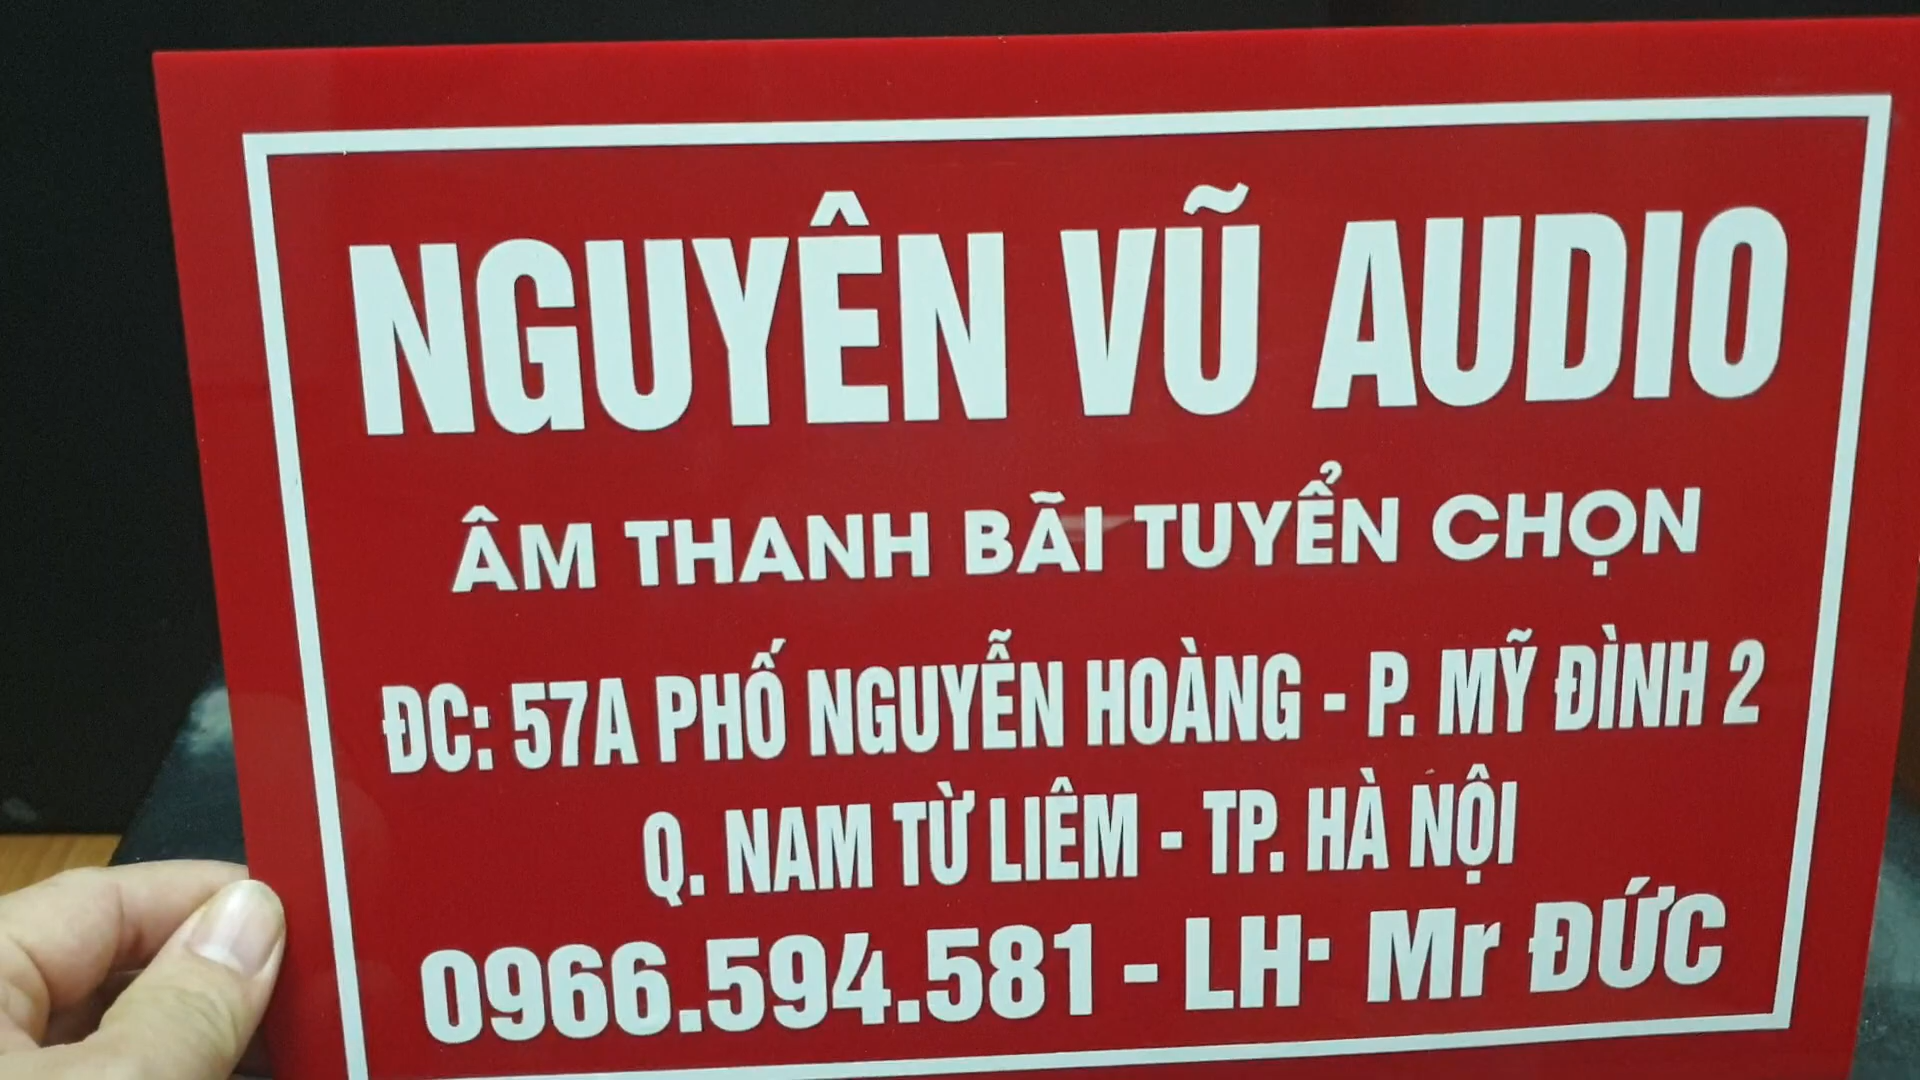 NGUYÊN VŨ AUDIO
ÂM THANH BÃI TUYỂN CHỌN
ĐC: 57A PHỐ NGUYỄN HOÀNG - P. MỸ ĐÌNH 2
Q. NAM TỪ LIÊM - TP. HÀ NỘI
0966.594.581 - LH· Mr ĐỨC